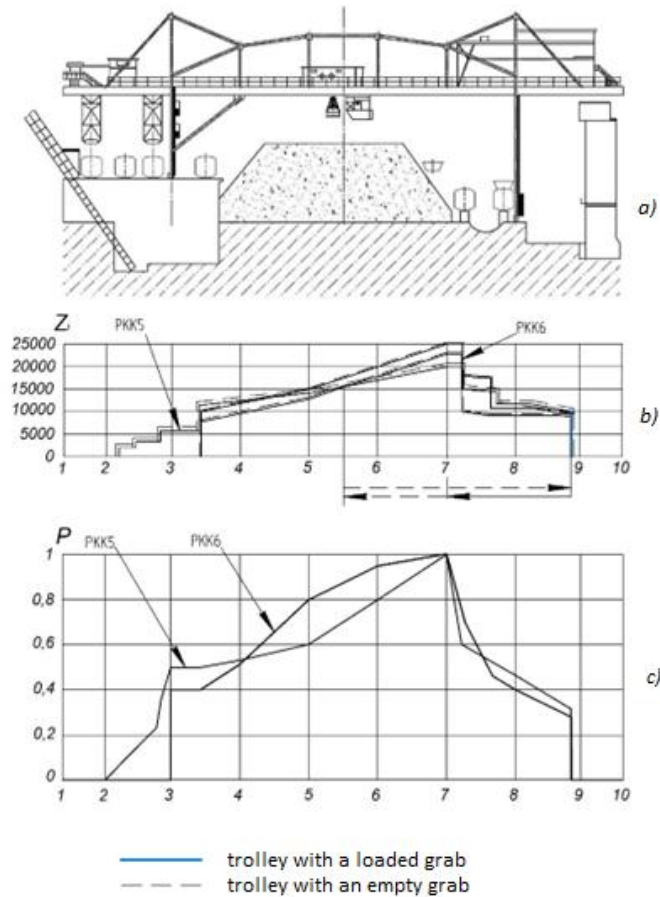 a)
Z
PKK5
PKK6
25000
20000
15000
10000
5000
0
b)
1 2 3 4 5 6 7 8 9 10
P
PKK5
PKK6
1
0,8
0,6
0,4
0,2
0
c)
1 2 3 4 5 6 7 8 9 10
trolley with a loaded grab
trolley with an empty grab